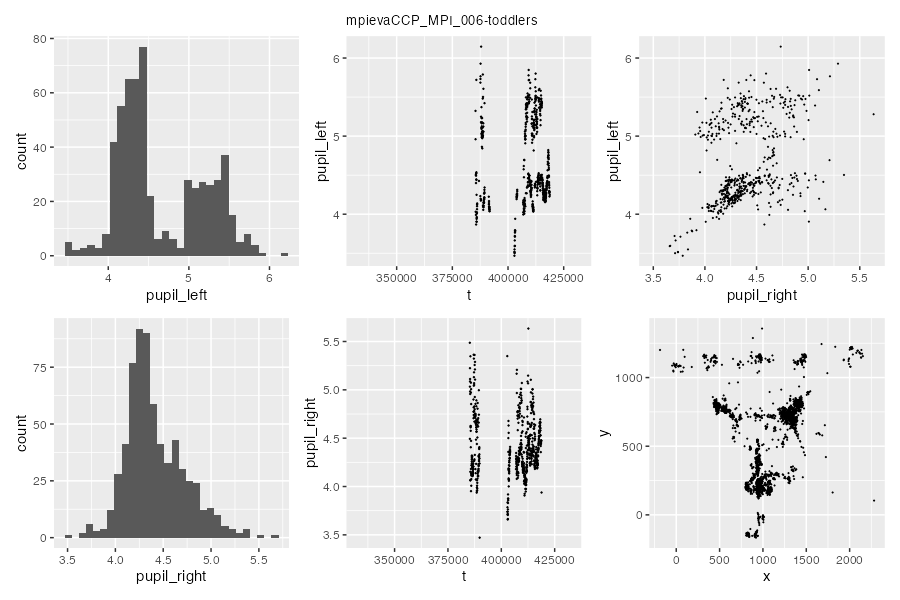 mpievaCCP_MPI_006-toddlers
80
60
40
20
0
count
4 5 6
pupil_left
6
5
4
pupil_left
350000 375000 400000 425000
t
6
5
4
pupil_left
3.5 4.0 4.5 5.0 5.5
pupil_right
75
50
25
0
count
3.5 4.0 4.5 5.0 5.5
pupil_right
5.5
5.0
4.5
4.0
3.5
pupil_right
350000 375000 400000 425000
t
1000
500
0
y
0 500 1000 1500 2000
x